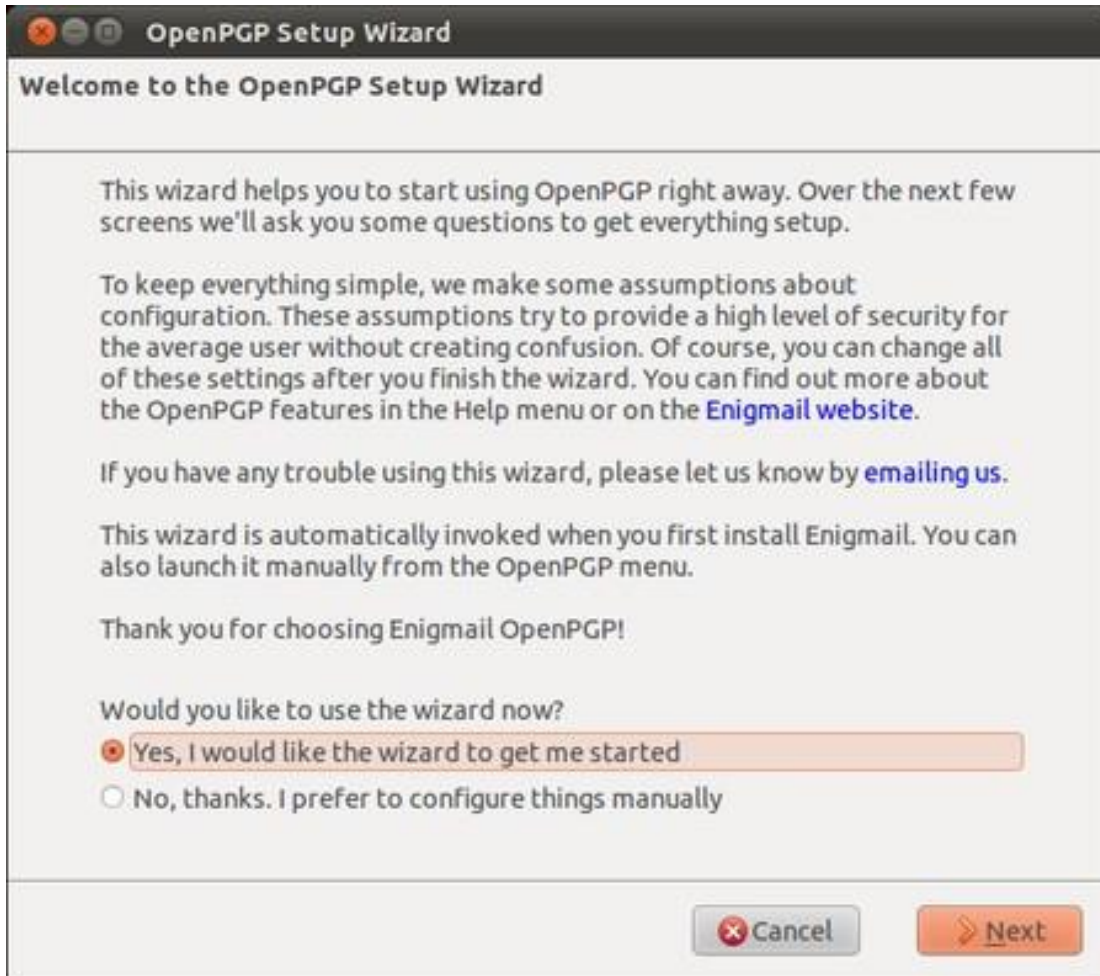 OpenPGP Setup Wizard
Welcome to the OpenPGP Setup Wizard
This wizard helps you to start using OpenPGP right away. Over the next few
screens we'll ask you some questions to get everything setup.
To keep everything simple, we make some assumptions about
configuration. These assumptions try to provide a high level of security for
the average user without creating confusion. Of course, you can change all
of these settings after you finish the wizard. You can find out more about
the OpenPGP features in the Help menu or on the Enigmail website.
If you have any trouble using this wizard, please let us know by emailing us.
This wizard is automatically invoked when you first install Enigmail. You can
also launch it manually from the OpenPGP menu.
Thank you for choosing Enigmail OpenPGP!
Would you like to use the wizard now?
Yes, I would like the wizard to get me started
No, thanks. I prefer to configure things manually
Cancel
Next